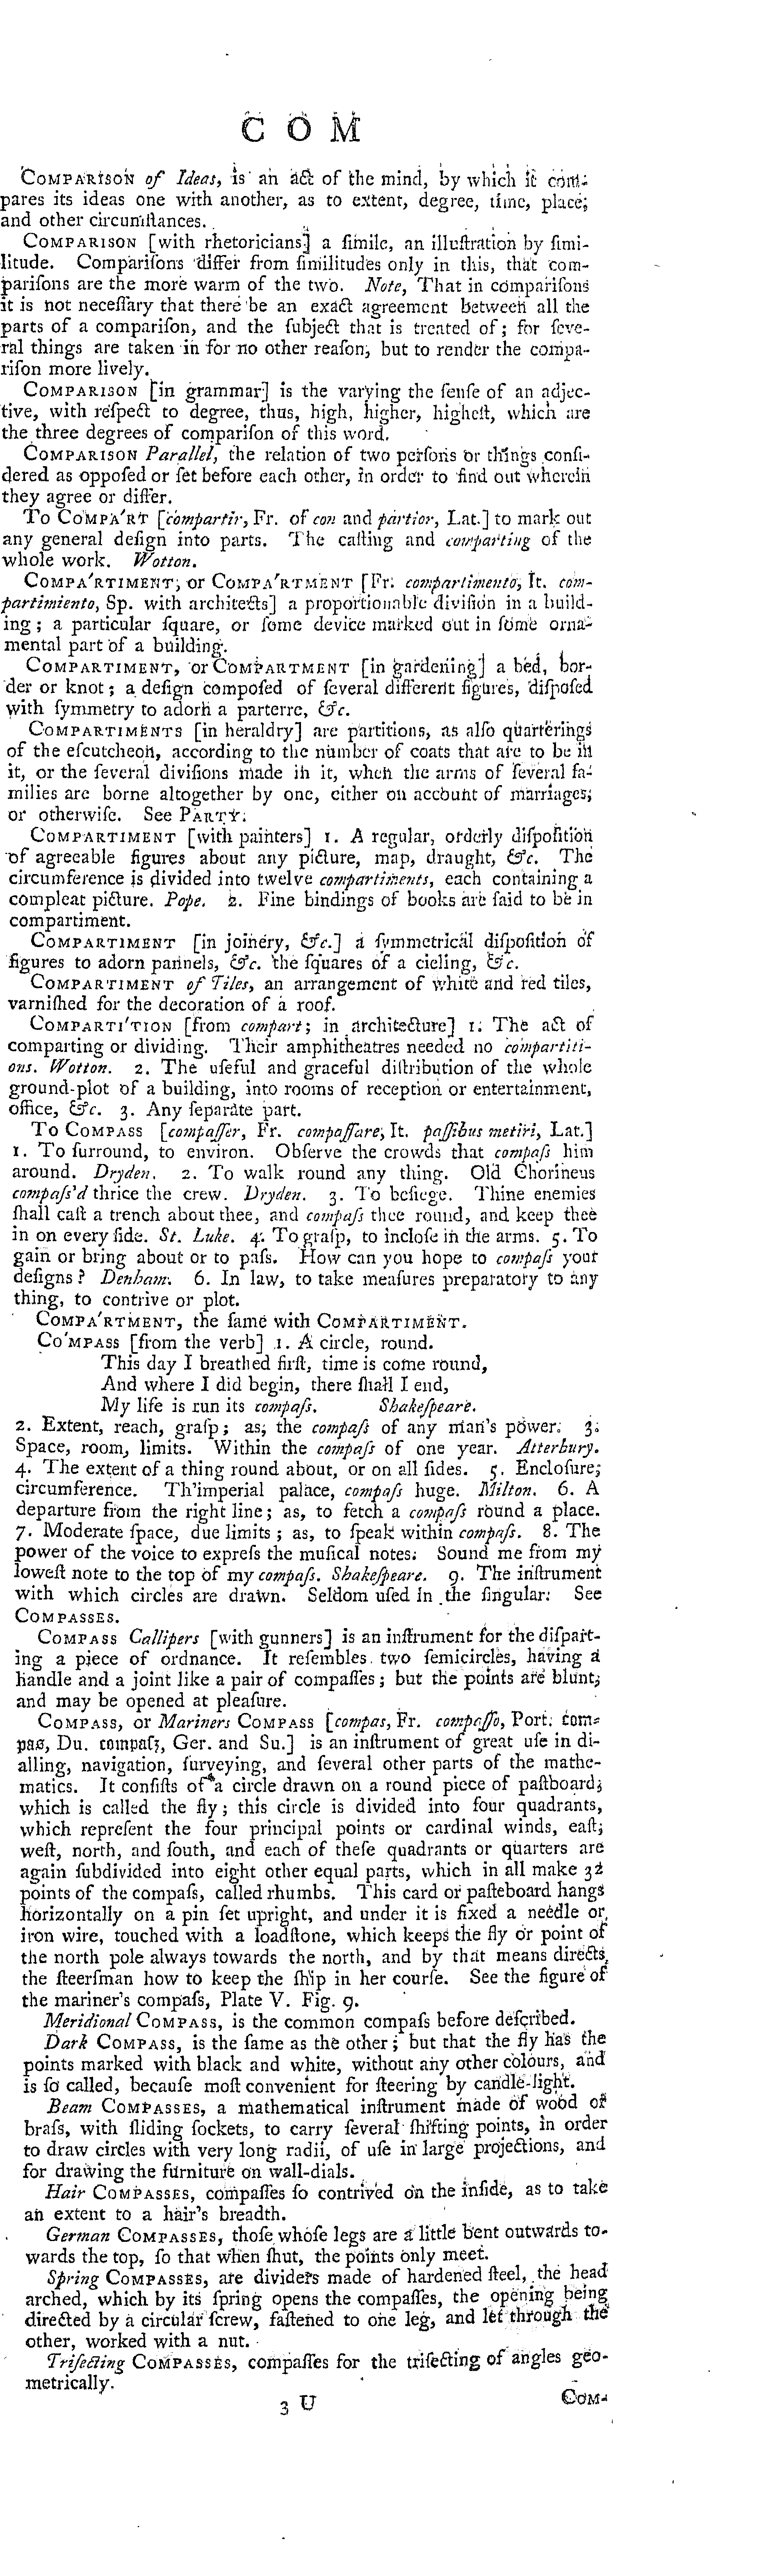 C O M
COMPARISON of Ideas, is an act of the mind, by which it com-
pares its ideas one with another, as to extent, degree, time, place;
and other circumſtances.
COMPARISON [with rhetoricians] a ſimile, an illuſtration by ſimi-
litude. Compariſons differ from ſimilitudes only in this, that com-
pariſons are the more warm of the two. Note, That in compariſons
it is not neceſſary that there be an exact agreement between all the
parts of a compariſon, and the ſubject that is treated of; for ſeve-
ral things are taken in for no other reaſon, but to render the compa-
riſon more lively.
COMPARISON [in grammar] is the varying the ſenſe of an adjec-
tive, with reſpect to degree, thus, high, higher, higheſt, which are
the three degrees of compariſon of this word.
COMPARISON Parallel, the relation of two perſons or things conſi-
dered as oppoſed or ſet before each other, in order to find out wherein
they agree or differ.
To COMPA'RT [compartir, Fr. of con and partior, Lat.] to mark out
any general deſign into parts. The caſting and comparting of the
whole work. Wotton.
COMPA'RTIMENT, or COMPA'RTMENT [Fr. compartimento, It. com-
partimiento, Sp. with architects] a proportionable diviſion in a build-
ing; a particular ſquare, or ſome device marked out in ſome orna-
mental part of a building.
COMPARTIMENT, or COMPARTMENT [in gardening] a bed, bor-
der or knot; a deſign compoſed of ſeveral different figures, diſpoſed
with ſymmetry to adorn a parterre, &c.
COMPARTIMENTS [in heraldry] are partitions, as alſo quarterings
of the eſcutcheon, according to the number of coats that are to be in
it, or the ſeveral diviſions made in it, when the arms of ſeveral fa-
milies are borne altogether by one, either on account of marriages;
or otherwiſe. See PARTY.
COMPARTIMENT [with painters] 1. A regular, orderly diſpoſition
of agreeable figures about any picture, map, draught, &c. The
circumference is divided into twelve compartiments, each containing a
compleat picture. Pope. 2. Fine bindings of books are ſaid to be in
compartiment.
COMPARTIMENT [in joinery, &c.] a ſymmetrical diſpoſition of
figures to adorn pannels, &c. the ſquares of a cieling, &c.
COMPARTIMENT of Tiles, an arrangement of white and red tiles,
varniſhed for the decoration of a roof.
COMPARTI'TION [from compart; in architecture] 1. The act of
comparting or dividing. Their amphitheatres needed no compartiti-
ons. Wotton. 2. The uſeful and graceful diſtribution of the whole
ground-plot of a building, into rooms of reception or entertainment,
office, &c. 3. Any ſeparate part.
To COMPASS [compaſſer, Fr. compaſſare, It. paſſibus metiri, Lat.]
1. To ſurround, to environ. Obſerve the crowds that compaſs him
around. Dryden. 2. To walk round any thing. Old Chorineus
compaſs'd thrice the crew. Dryden. 3. To beſiege. Thine enemies
ſhall caſt a trench about thee, and compaſs thee round, and keep thee
in on every ſide. St. Luke. 4. To graſp, to incloſe in the arms. 5. To
gain or bring about or to paſs. How can you hope to compaſs your
deſigns? Denham. 6. In law, to take meaſures preparatory to any
thing, to contrive or plot.
COMPA'RTMENT, the ſame with COMPARTIMENT.
CO'MPASS [from the verb] 1. A circle, round.
This day I breathed firſt, time is come round,
And where I did begin, there ſhall I end,
My life is run its compaſs. Shakeſpeare.
2. Extent, reach, graſp; as, the compaſs of any man's power. 3.
Space, room, limits. Within the compaſs of one year. Atterbury.
4. The extent of a thing round about, or on all ſides. 5. Encloſure;
circumference. Th'imperial palace, compaſs huge. Milton. 6. A
departure from the right line; as, to fetch a compaſs round a place.
7. Moderate ſpace, due limits; as, to ſpeak within compaſs. 8. The
power of the voice to expreſs the muſical notes. Sound me from my
loweſt note to the top of my compaſs. Shakeſpeare. 9. The inſtrument
with which circles are drawn. Seldom uſed in the ſingular. See
COMPASSES.
COMPASS Callipers [with gunners] is an inſtrument for the diſpart-
ing a piece of ordnance. It reſembles two ſemicircles, having a
handle and a joint like a pair of compaſſes; but the points are blunt,
and may be opened at pleaſure.
COMPASS, or Mariners COMPASS [compas, Fr. compaſſo, Port. com-
pas, Du. compaſz, Ger. and Su.] is an inſtrument of great uſe in di-
alling, navigation, ſurveying, and ſeveral other parts of the mathe-
matics. It conſiſts of a circle drawn on a round piece of paſtboard;
which is called the fly; this circle is divided into four quadrants,
which repreſent the four principal points or cardinal winds, eaſt;
weſt, north, and ſouth, and each of theſe quadrants or quarters are
again ſubdivided into eight other equal parts, which in all make 32
points of the compaſs, called rhumbs. This card or paſteboard hangs
horizontally on a pin ſet upright, and under it is fixed a needle or
iron wire, touched with a loadſtone, which keeps the fly or point of
the north pole always towards the north, and by that means directs
the ſteerſman how to keep the ſhip in her courſe. See the figure of
the mariner's compaſs, Plate V. Fig. 9.
Meridional COMPASS, is the common compaſs before deſcribed.
Dark COMPASS, is the ſame as the other; but that the fly has the
points marked with black and white, without any other colours, and
is ſo called, becauſe moſt convenient for ſteering by candle-light.
Beam COMPASSES, a mathematical inſtrument made of wood or
braſs, with ſliding ſockets, to carry ſeveral ſhifting points, in order
to draw circles with very long radii, of uſe in large projections, and
for drawing the furniture on wall-dials.
Hair COMPASSES, compaſſes ſo contrived on the inſide, as to take
an extent to a hair's breadth.
German COMPASSES, thoſe whoſe legs are a little bent outwards to-
wards the top, ſo that when ſhut, the points only meet.
Spring COMPASSES, are dividers made of hardened ſteel, the head
arched, which by its ſpring opens the compaſſes, the opening being
directed by a circular ſcrew, faſtened to one leg, and let through the
other, worked with a nut.
Triſecting COMPASSES, compaſſes for the triſecting of angles geo-
metrically.
3 U COM-